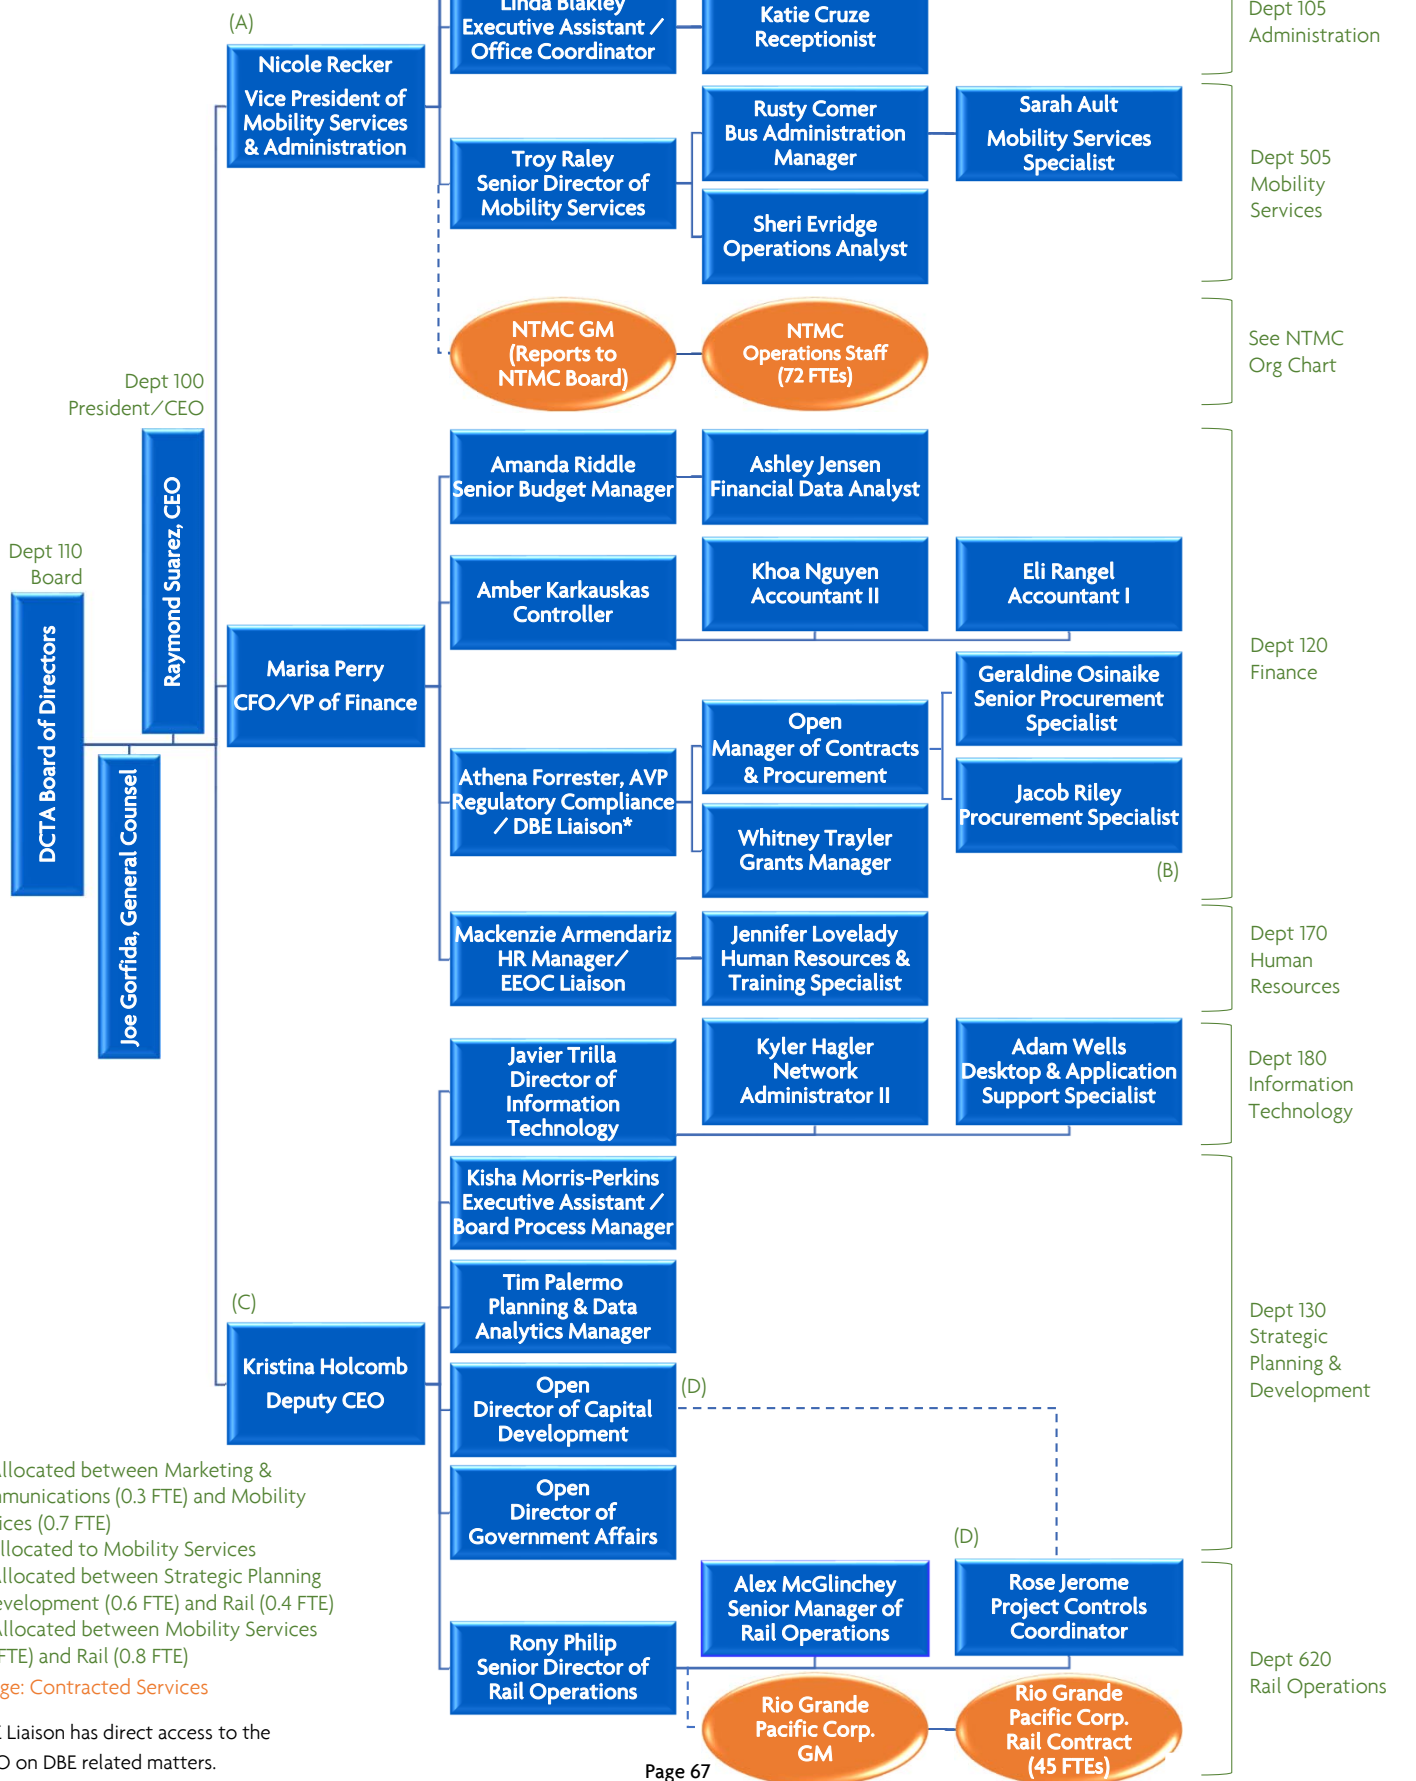 Linda Blakley
Executive Assistant /
Office Coordinator
Katie Cruze
Receptionist
Dept 105
Administration
(A)
Nicole Recker
Vice President of
Mobility Services
& Administration
Troy Raley
Senior Director of
Mobility Services
Rusty Comer
Bus Administration
Manager
Sarah Ault
Mobility Services
Specialist
Sheri Evridge
Operations Analyst
Dept 505
Mobility
Services
NTMC GM
(Reports to
NTMC Board)
NTMC
Operations Staff
(72 FTEs)
See NTMC
Org Chart
Dept 100
President/CEO
Raymond Suarez, CEO
Dept 110
Board
DCTA Board of Directors
Joe Gorfida, General Counsel
Marisa Perry
CFO/VP of Finance
Amanda Riddle
Senior Budget Manager
Ashley Jensen
Financial Data Analyst
Amber Karkauskas
Controller
Khoa Nguyen
Accountant II
Eli Rangel
Accountant I
Athena Forrester, AVP
Regulatory Compliance
/ DBE Liaison*
Open
Manager of Contracts
& Procurement
Geraldine Osinaike
Senior Procurement
Specialist
Jacob Riley
Procurement Specialist
(B)
Whitney Trayler
Grants Manager
Dept 120
Finance
Mackenzie Armendariz
HR Manager/
EEOC Liaison
Jennifer Lovelady
Human Resources &
Training Specialist
Dept 170
Human
Resources
Javier Trilla
Director of
Information
Technology
Kyler Hagler
Network
Administrator II
Adam Wells
Desktop & Application
Support Specialist
Dept 180
Information
Technology
(C)
Kristina Holcomb
Deputy CEO
Kisha Morris-Perkins
Executive Assistant /
Board Process Manager
Tim Palermo
Planning & Data
Analytics Manager
Open
Director of Capital
Development
(D)
Open
Director of
Government Affairs
Dept 130
Strategic
Planning &
Development
Rony Philip
Senior Director of
Rail Operations
Alex McGlinchey
Senior Manager of
Rail Operations
(D)
Rose Jerome
Project Controls
Coordinator
Rio Grande
Pacific Corp.
GM
Rio Grande
Pacific Corp.
Rail Contract
(45 FTEs)
Dept 620
Rail Operations
between Marketing &
(0.3 FTE) and Mobility
(0.7 FTE)
to Mobility Services
between Strategic Planning
(0.6 FTE) and Rail (0.4 FTE)
between Mobility Services
FTE) and Rail (0.8 FTE)
Contracted Services
Liaison has direct access to the
on DBE related matters.
Page 67